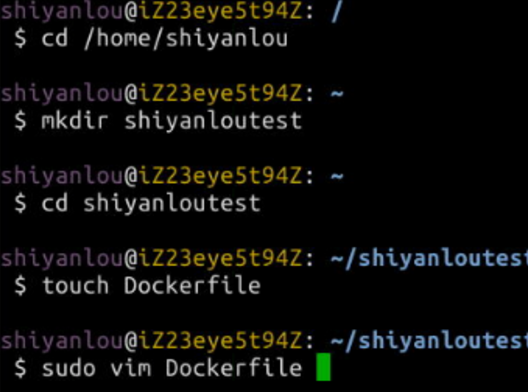 shiyanlou@iZ23eye5t94Z: /
$ cd /home/shiyanlou
shiyanlou@iZ23eye5t94Z: ~
$ mkdir shiyanloutest
shiyanlou@iZ23eye5t94Z: ~
$ cd shiyanloutest
shiyanlou@iZ23eye5t94Z: ~/shiyanloutest
$ touch Dockerfile
shiyanlou@iZ23eye5t94Z: ~/shiyanloutest
$ sudo vim Dockerfile